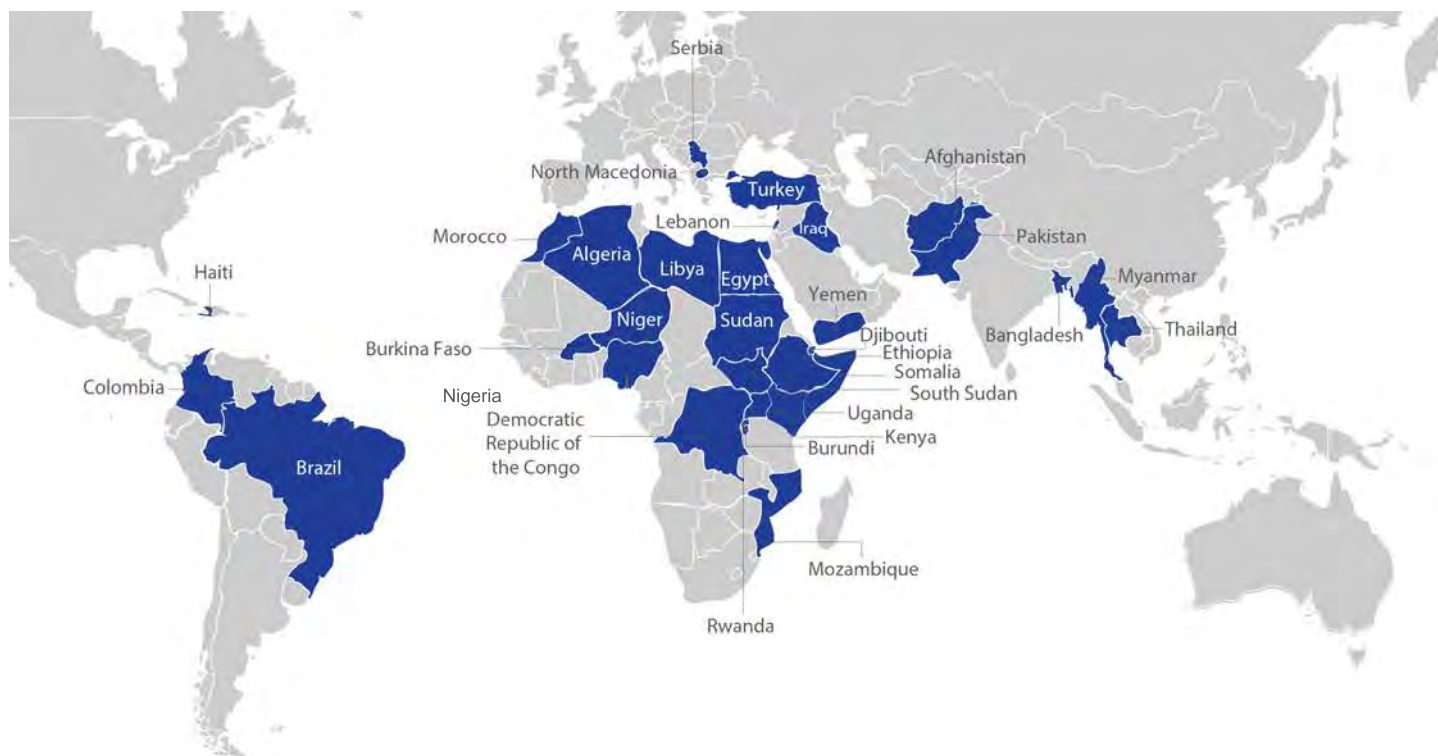 Serbia
Afghanistan
North Macedonia
Turkey
Lebanon
Iraq
Pakistan
Morocco
Algeria
Libya
Egypt
Haiti
Myanmar
Yemen
Niger
Sudan
Djibouti
Bangladesh
Thailand
Burkina Faso
Ethiopia
Somalia
Colombia
South Sudan
Nigeria
Uganda
Democratic
Republic of
the Congo
Kenya
Burundi
Brazil
Mozambique
Rwanda